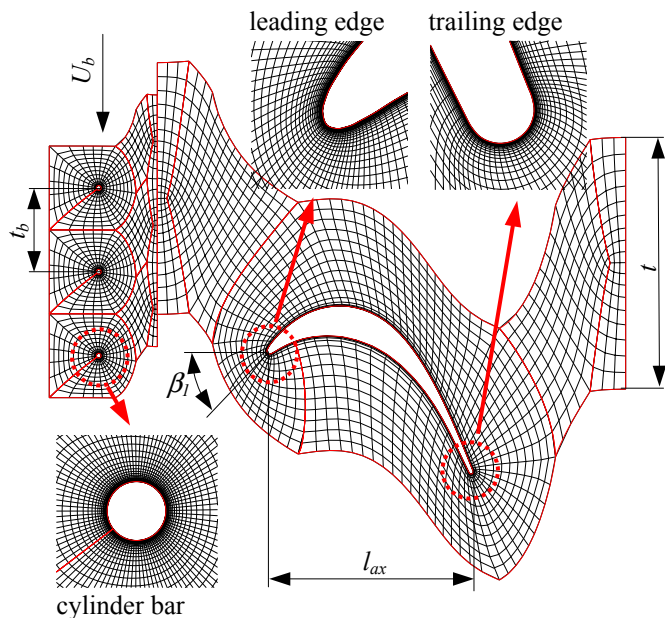 leading edge
trailing edge
U_b
t_b
t
β_1
l_ax
cylinder bar